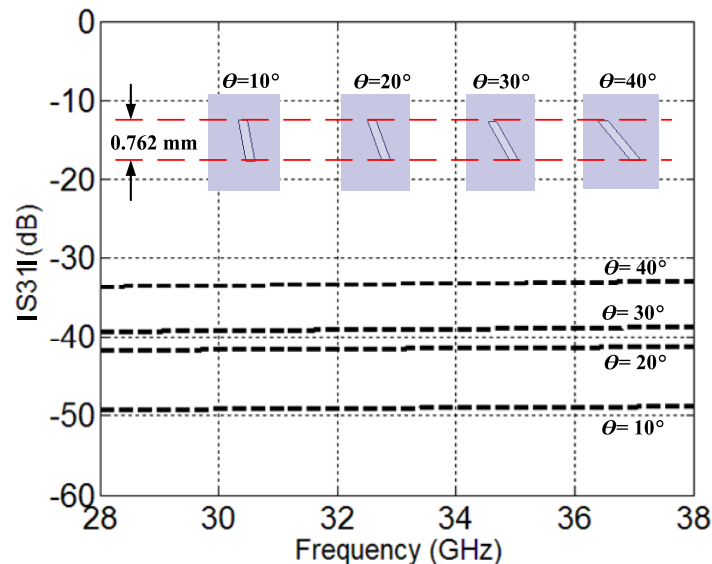 0
-10
-20
-30
-40
-50
-60
|S31| (dB)
Ɵ=10° Ɵ=20° Ɵ=30° Ɵ=40°
0.762 mm
Ɵ= 40°
Ɵ= 30°
Ɵ= 20°
Ɵ= 10°
28 30 32 34 36 38
Frequency (GHz)